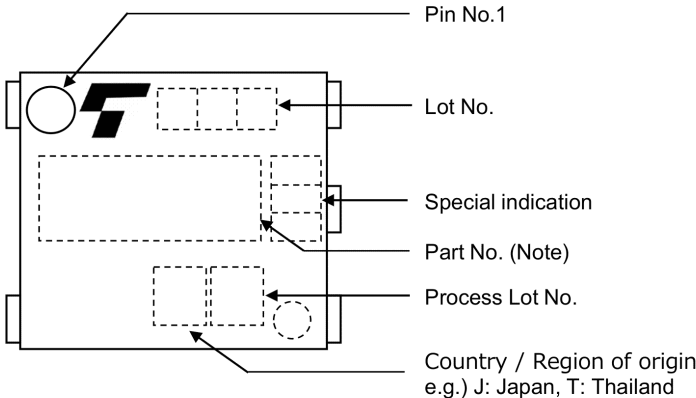 Pin No.1
Lot No.
Special indication
Part No. (Note)
Process Lot No.
Country / Region of origin
e.g.) J: Japan, T: Thailand